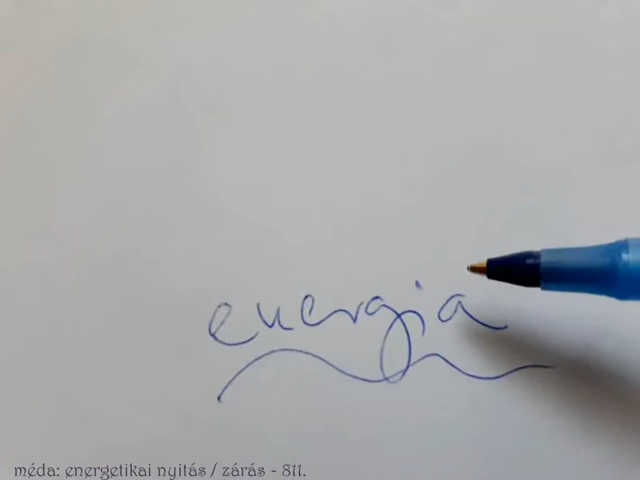 energia
méda: energetikai nyitás / zárás - 811.